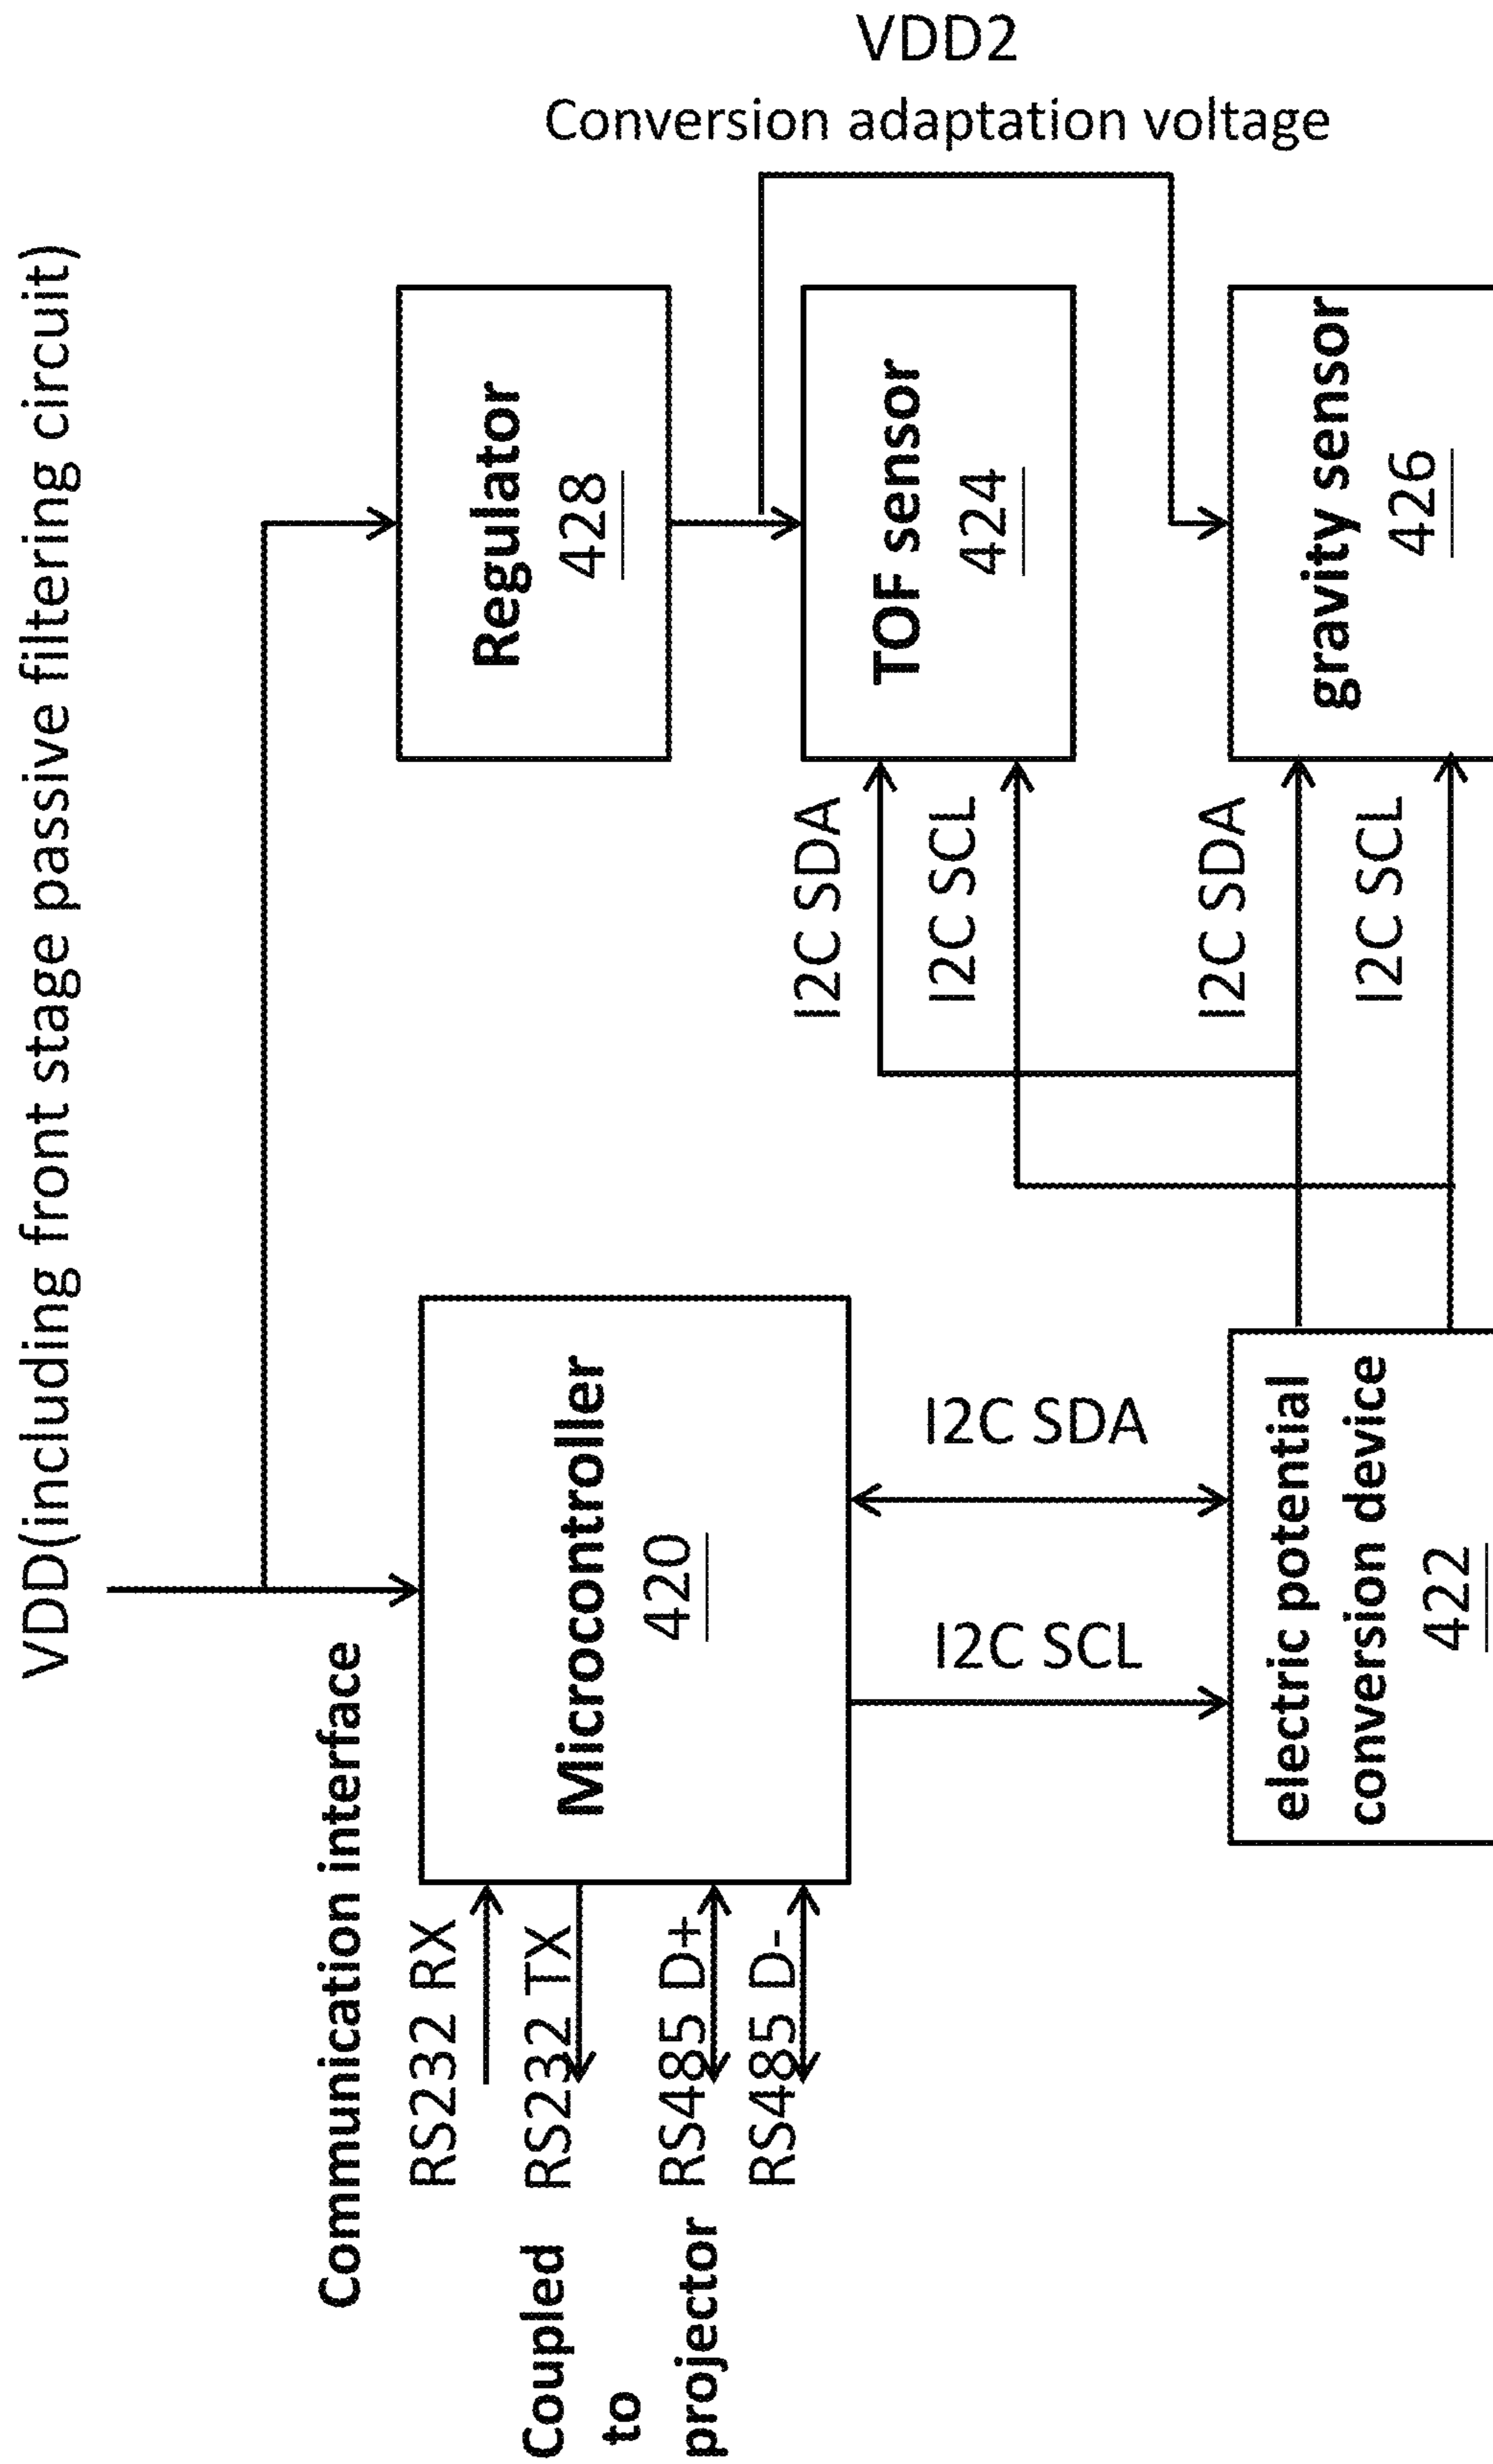 VDD(including front stage passive filtering circuit)
VDD2
Conversion adaptation voltage
Communication interface
RS232 RX
RS232 TX
RS485 D+
RS485 D-
Coupled
to
projector
Microcontroller
420
Regulator
428
TOF sensor
424
I2C SDA
I2C SCL
gravity sensor
426
I2C SDA
I2C SCL
I2C SDA
I2C SCL
electric potential
conversion device
422